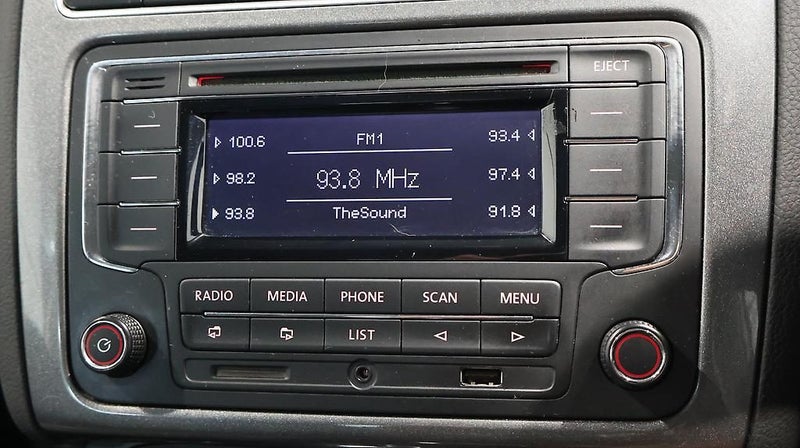 EJECT
100.6 FM1 93.4
98.2 93.8 MHz 97.4
93.8 TheSound 91.8
RADIO MEDIA PHONE SCAN MENU
LIST